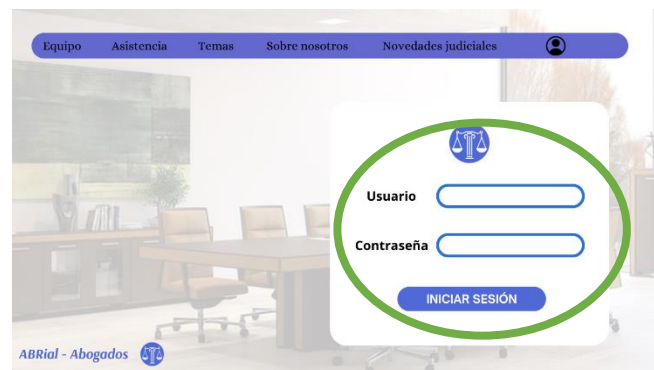 Equipo Asistencia Temas Sobre nosotros Novedades judiciales
Usuario
Contraseña
INICIAR SESIÓN
ABRial - Abogados